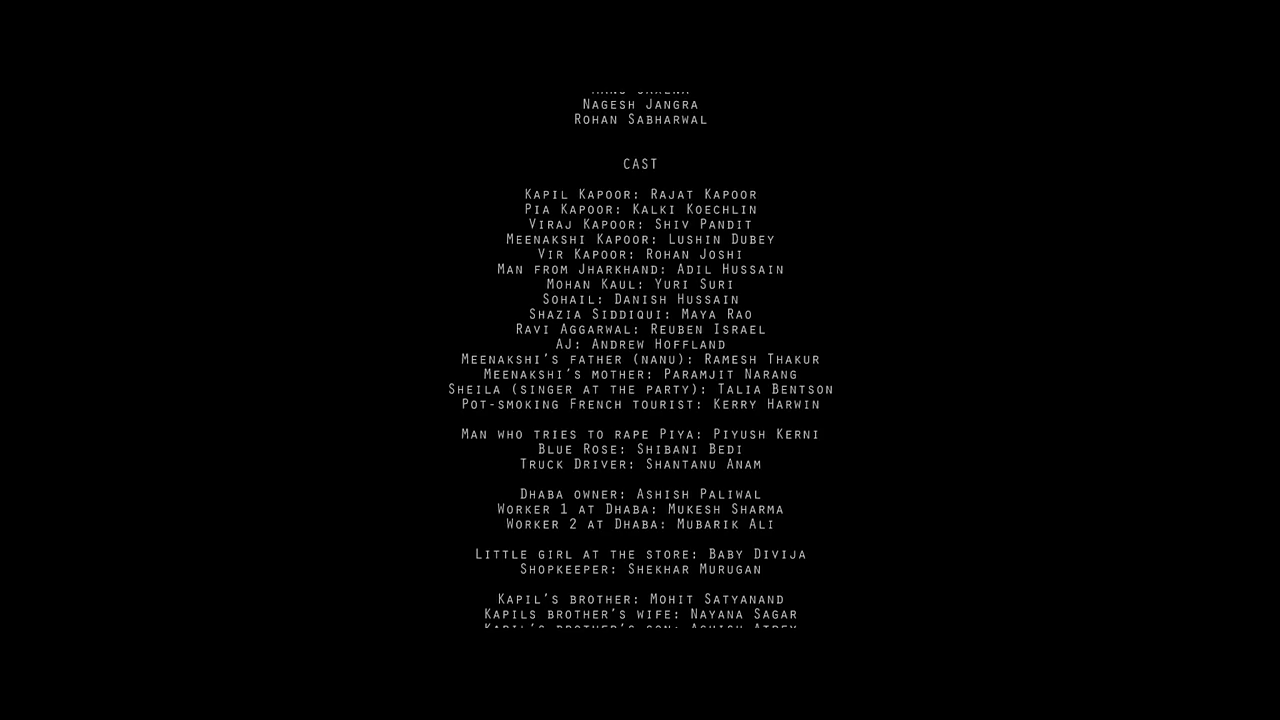 Nagesh Jangra
Rohan Sabharwal
CAST
Kapil Kapoor: Rajat Kapoor
Pia Kapoor: Kalki Koechlin
Viraj Kapoor: Shiv Pandit
Meenakshi Kapoor: Lushin Dubey
Vir Kapoor: Rohan Joshi
Man from Jharkhand: Adil Hussain
Mohan Kaul: Yuri Suri
Sohail: Danish Hussain
Shazia Siddiqui: Maya Rao
Ravi Aggarwal: Reuben Israel
AJ: Andrew Hoffland
Meenakshi's father (nanu): Ramesh Thakur
Meenakshi's mother: Paramjit Narang
Sheila (singer at the party): Talia Bentson
Pot-smoking French tourist: Kerry Harwin
Man who tries to rape Piya: Piyush Kerni
Blue Rose: Shibani Bedi
Truck Driver: Shantanu Anam
Dhaba owner: Ashish Paliwal
Worker 1 at Dhaba: Mukesh Sharma
Worker 2 at Dhaba: Mubarik Ali
Little girl at the store: Baby Divija
Shopkeeper: Shekhar Murugan
Kapil's brother: Mohit Satyanand
Kapils brother's wife: Nayana Sagar
Kapil's brother's son: Ashish